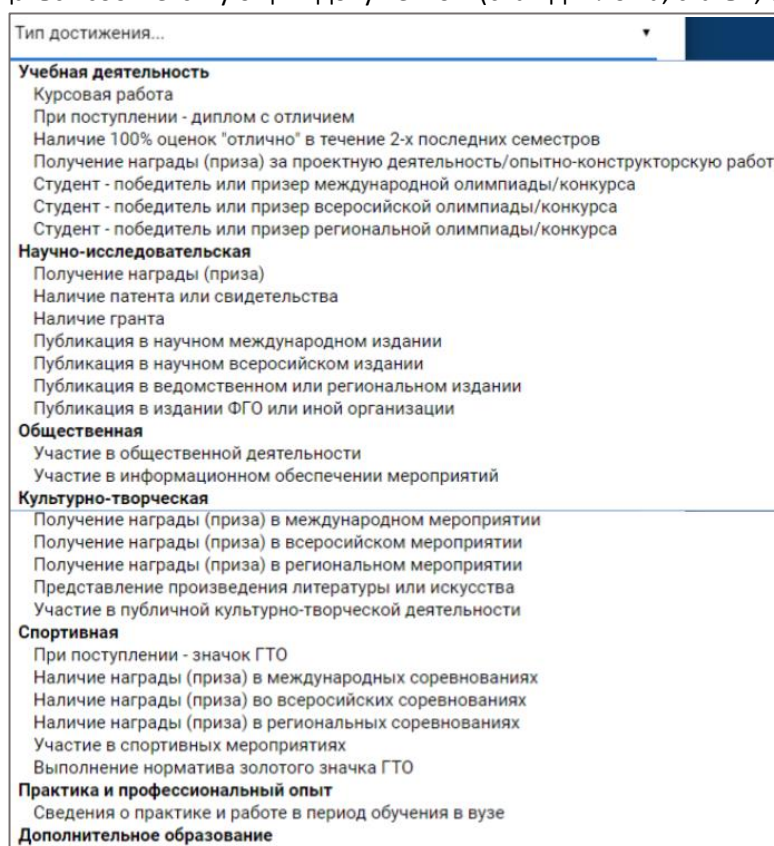 Тип достижения...
Учебная деятельность
Курсовая работа
При поступлении - диплом с отличием
Наличие 100% оценок "отлично" в течение 2-х последних семестров
Получение награды (приза) за проектную деятельность/опытно-конструкторскую работ
Студент - победитель или призер международной олимпиады/конкурса
Студент - победитель или призер всеросийской олимпиады/конкурса
Студент - победитель или призер региональной олимпиады/конкурса
Научно-исследовательская
Получение награды (приза)
Наличие патента или свидетельства
Наличие гранта
Публикация в научном международном издании
Публикация в научном всеросийском издании
Публикация в ведомственном или региональном издании
Публикация в издании ФГО или иной организации
Общественная
Участие в общественной деятельности
Участие в информационном обеспечении мероприятий
Культурно-творческая
Получение награды (приза) в международном мероприятии
Получение награды (приза) в всеросийском мероприятии
Получение награды (приза) в региональном мероприятии
Представление произведения литературы или искусства
Участие в публичной культурно-творческой деятельности
Спортивная
При поступлении - значок ГТО
Наличие награды (приза) в международных соревнованиях
Наличие награды (приза) во всеросийских соревнованиях
Наличие награды (приза) в региональных соревнованиях
Участие в спортивных мероприятиях
Выполнение норматива золотого значка ГТО
Практика и профессиональный опыт
Сведения о практике и работе в период обучения в вузе
Дополнительное образование